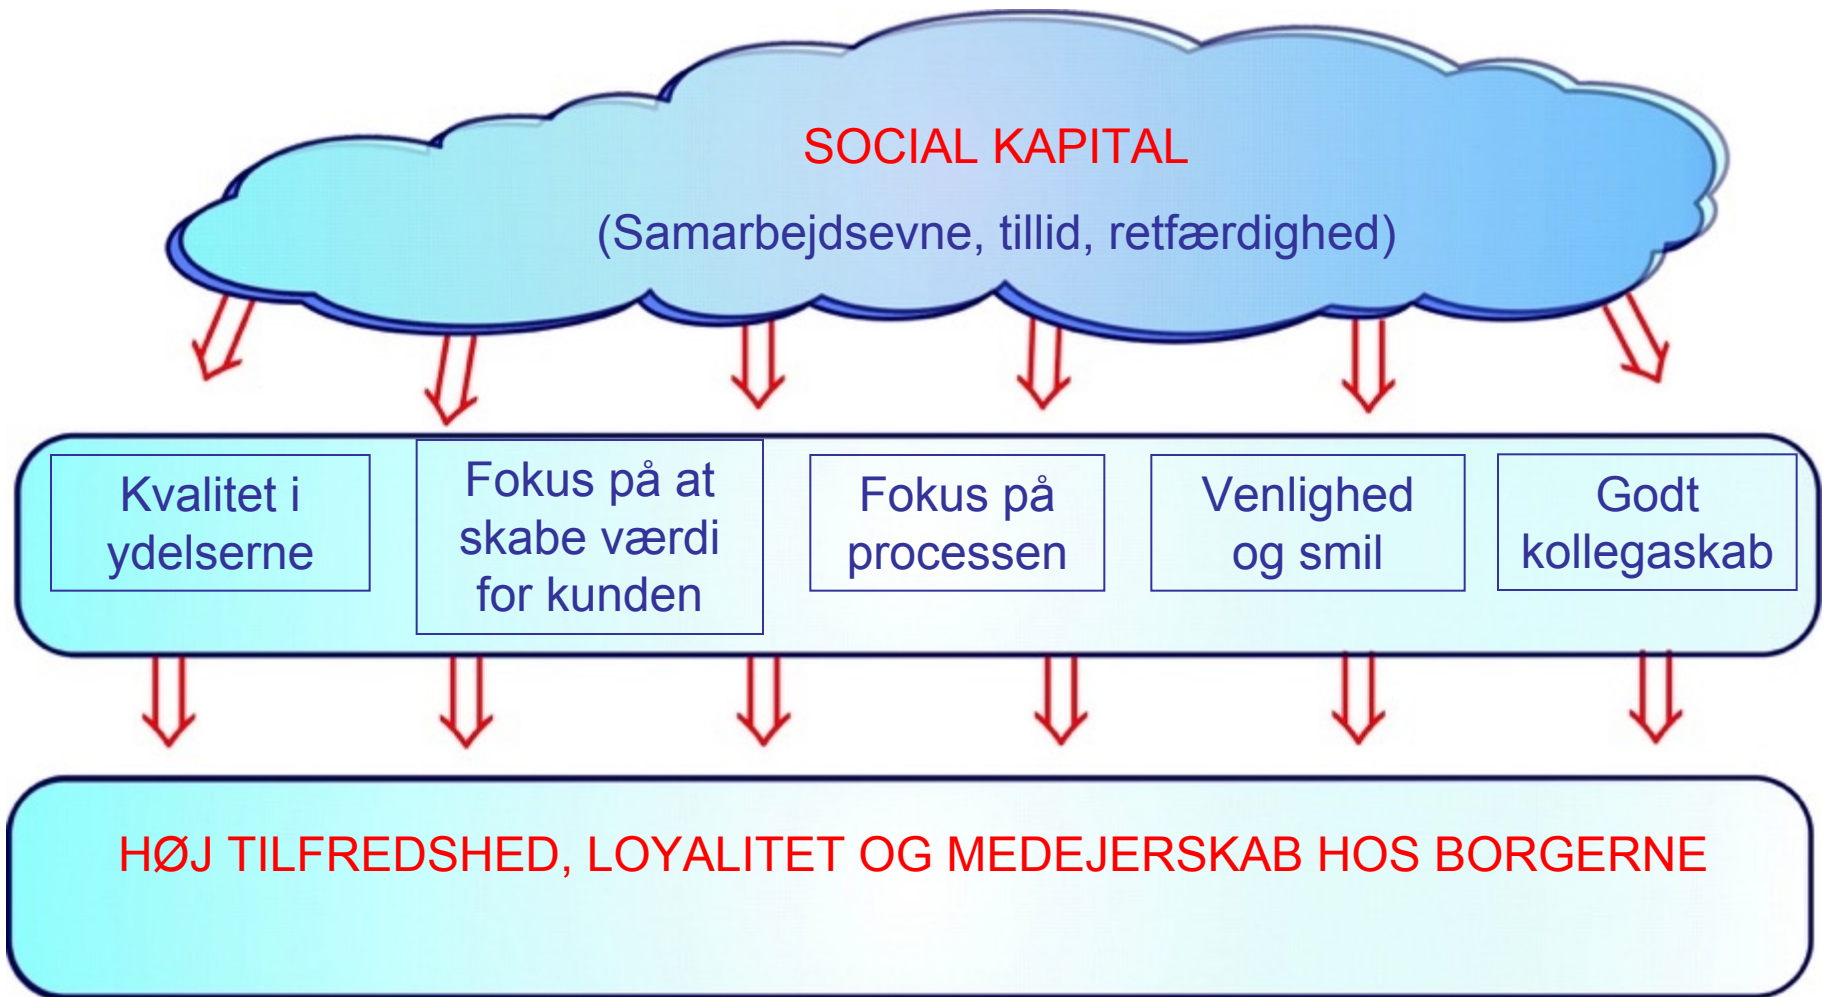 SOCIAL KAPITAL
(Samarbejdsevne, tillid, retfærdighed)
Kvalitet i
ydelserne
Fokus på at
skabe værdi
for kunden
Fokus på
processen
Venlighed
og smil
Godt
kollegaskab
HØJ TILFREDSHED, LOYALITET OG MEDEJERSKAB HOS BORGERNE